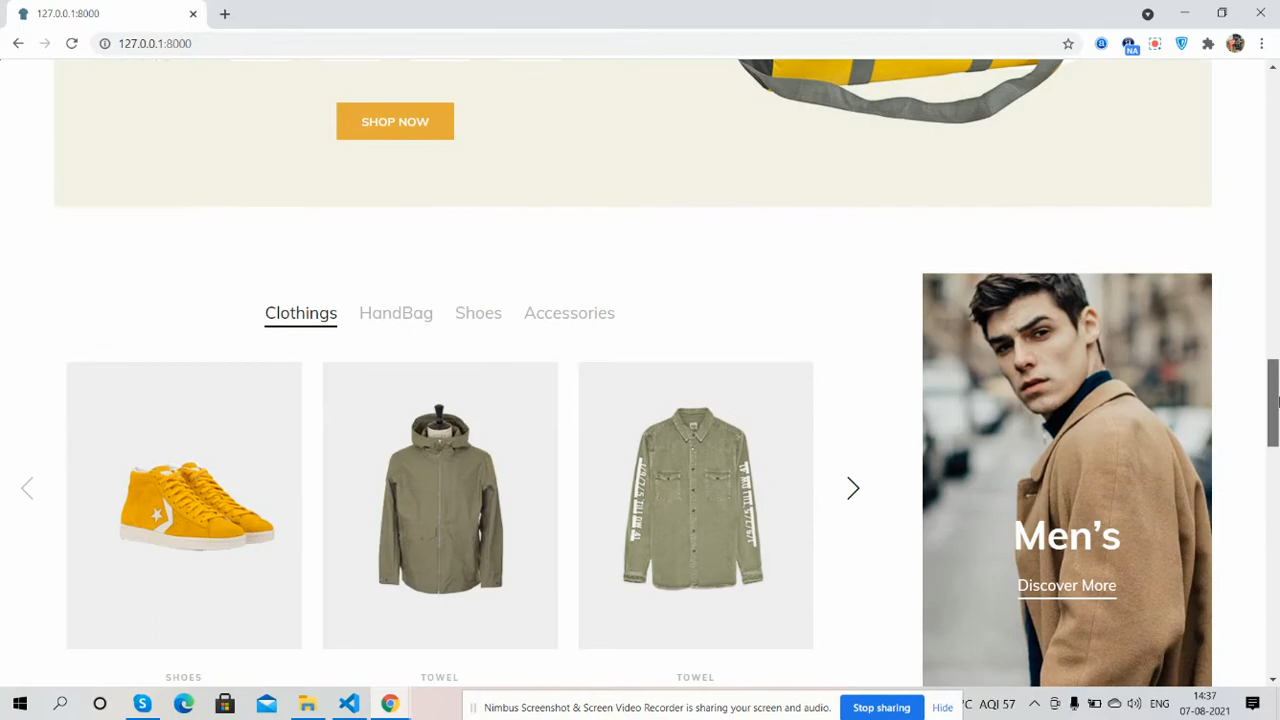 127.0.0.1:8000
127.0.0.1:8000
NA
SHOP NOW
Clothings HandBag Shoes Accessories
Men's
Discover More
SHOES
TOWEL
TOWEL
Nimbus Screenshot & Screen Video Recorder is sharing your screen and audio.
Stop sharing
Hide
°C AQI 57
ENG
14:37
07-08-2021